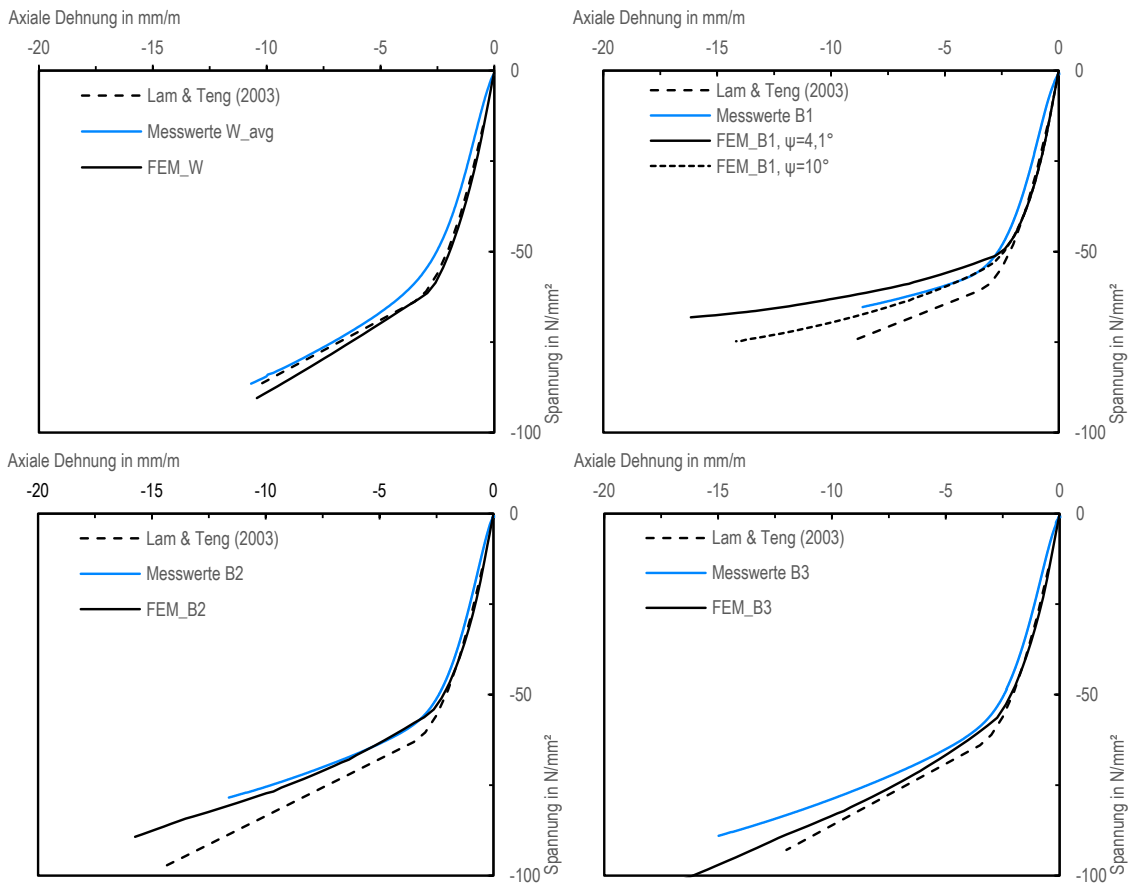 Axiale Dehnung in mm/m
-20 -15 -10 -5 0
0
-50
-100
Spannung in N/mm²
Lam & Teng (2003)
Messwerte W_avg
FEM_W
Axiale Dehnung in mm/m
-20 -15 -10 -5 0
0
-50
-100
Spannung in N/mm²
Lam & Teng (2003)
Messwerte B1
FEM_B1, ψ=4,1°
FEM_B1, ψ=10°
Axiale Dehnung in mm/m
-20 -15 -10 -5 0
0
-50
-100
Spannung in N/mm²
Lam & Teng (2003)
Messwerte B2
FEM_B2
Axiale Dehnung in mm/m
-20 -15 -10 -5 0
0
-50
-100
Spannung in N/mm²
Lam & Teng (2003)
Messwerte B3
FEM_B3